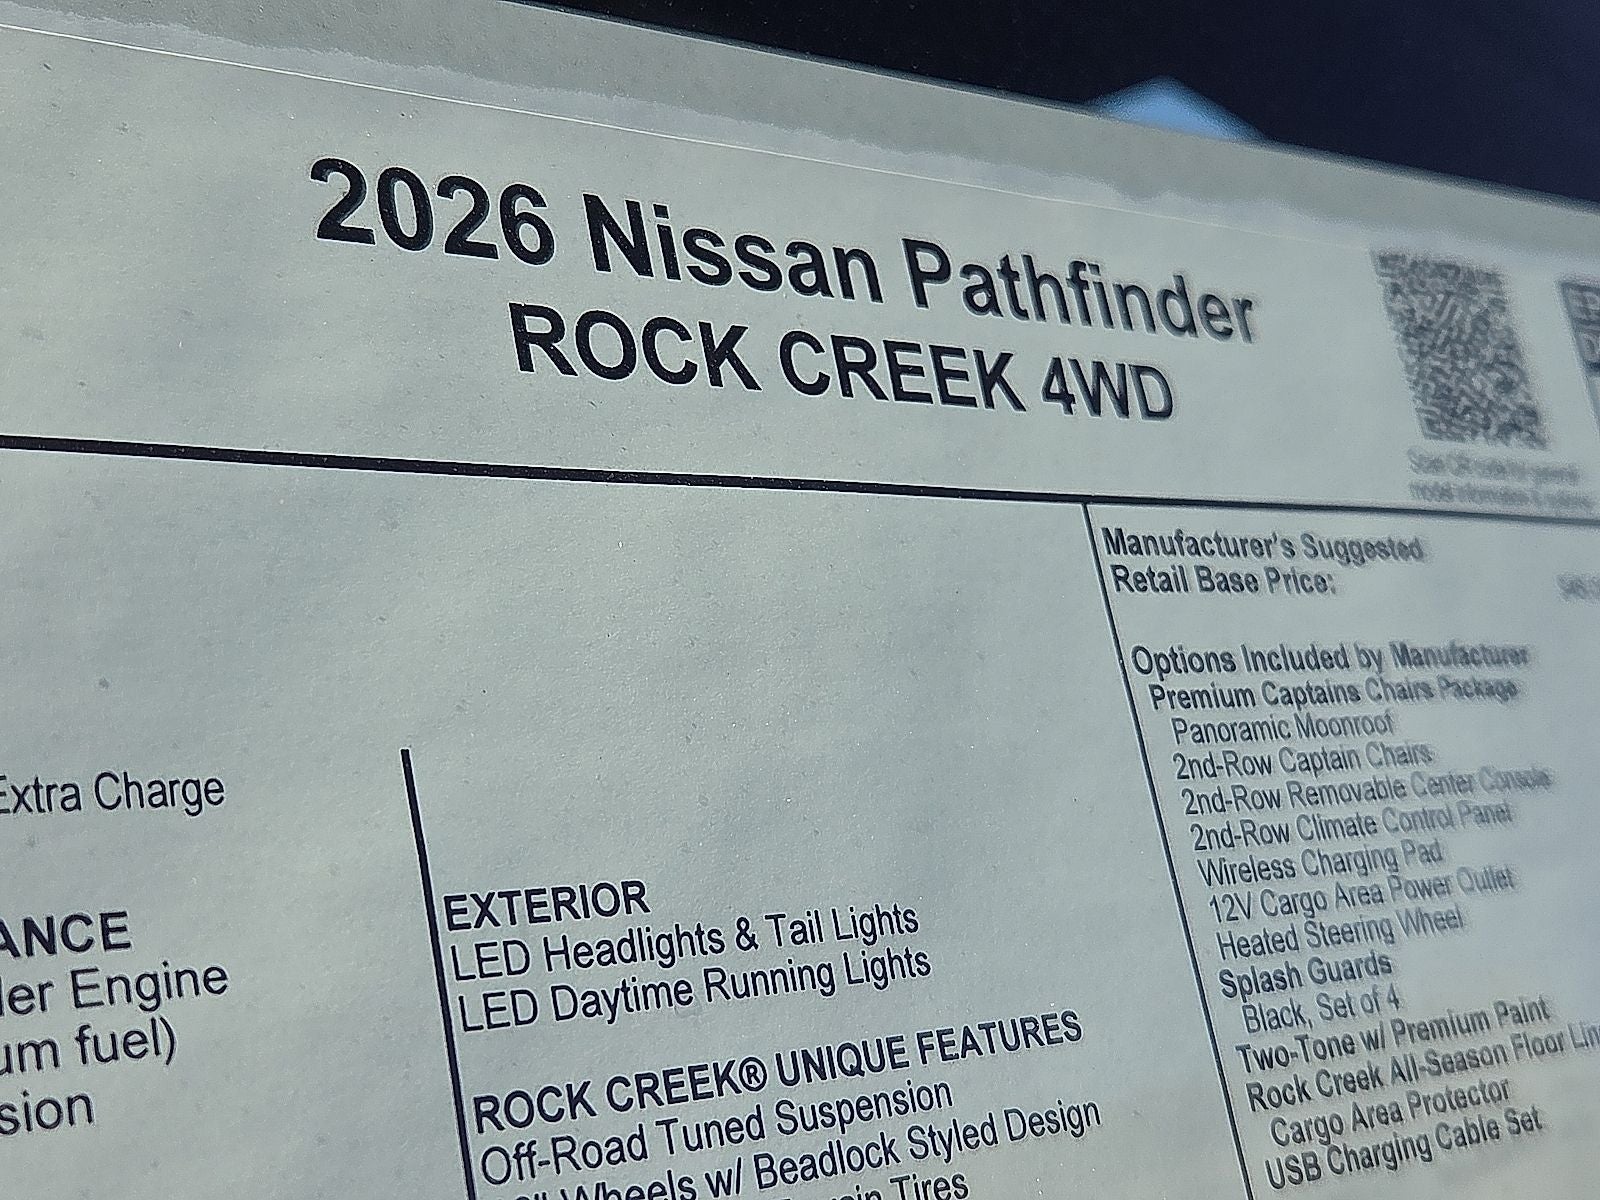 2026 Nissan Pathfinder
ROCK CREEK 4WD
Extra Charge
ANCE
der Engine
um fuel)
sion
EXTERIOR
LED Headlights & Tail Lights
LED Daytime Running Lights
ROCK CREEK® UNIQUE FEATURES
Off-Road Tuned Suspension
Wheels w/ Beadlock Styled Design
Tires
Manufacturer's Suggested
Retail Base Price:
Options Included by Manufacturer
Premium Captains Chairs Package
Panoramic Moonroof
2nd-Row Captain Chairs
2nd-Row Removable Center Console
2nd-Row Climate Control Panel
Wireless Charging Pad
12V Cargo Area Power Outlet
Heated Steering Wheel
Splash Guards
Black, Set of 4
Two-Tone w/ Premium Paint
Rock Creek All-Season Floor Lin
Cargo Area Protector
USB Charging Cable Set